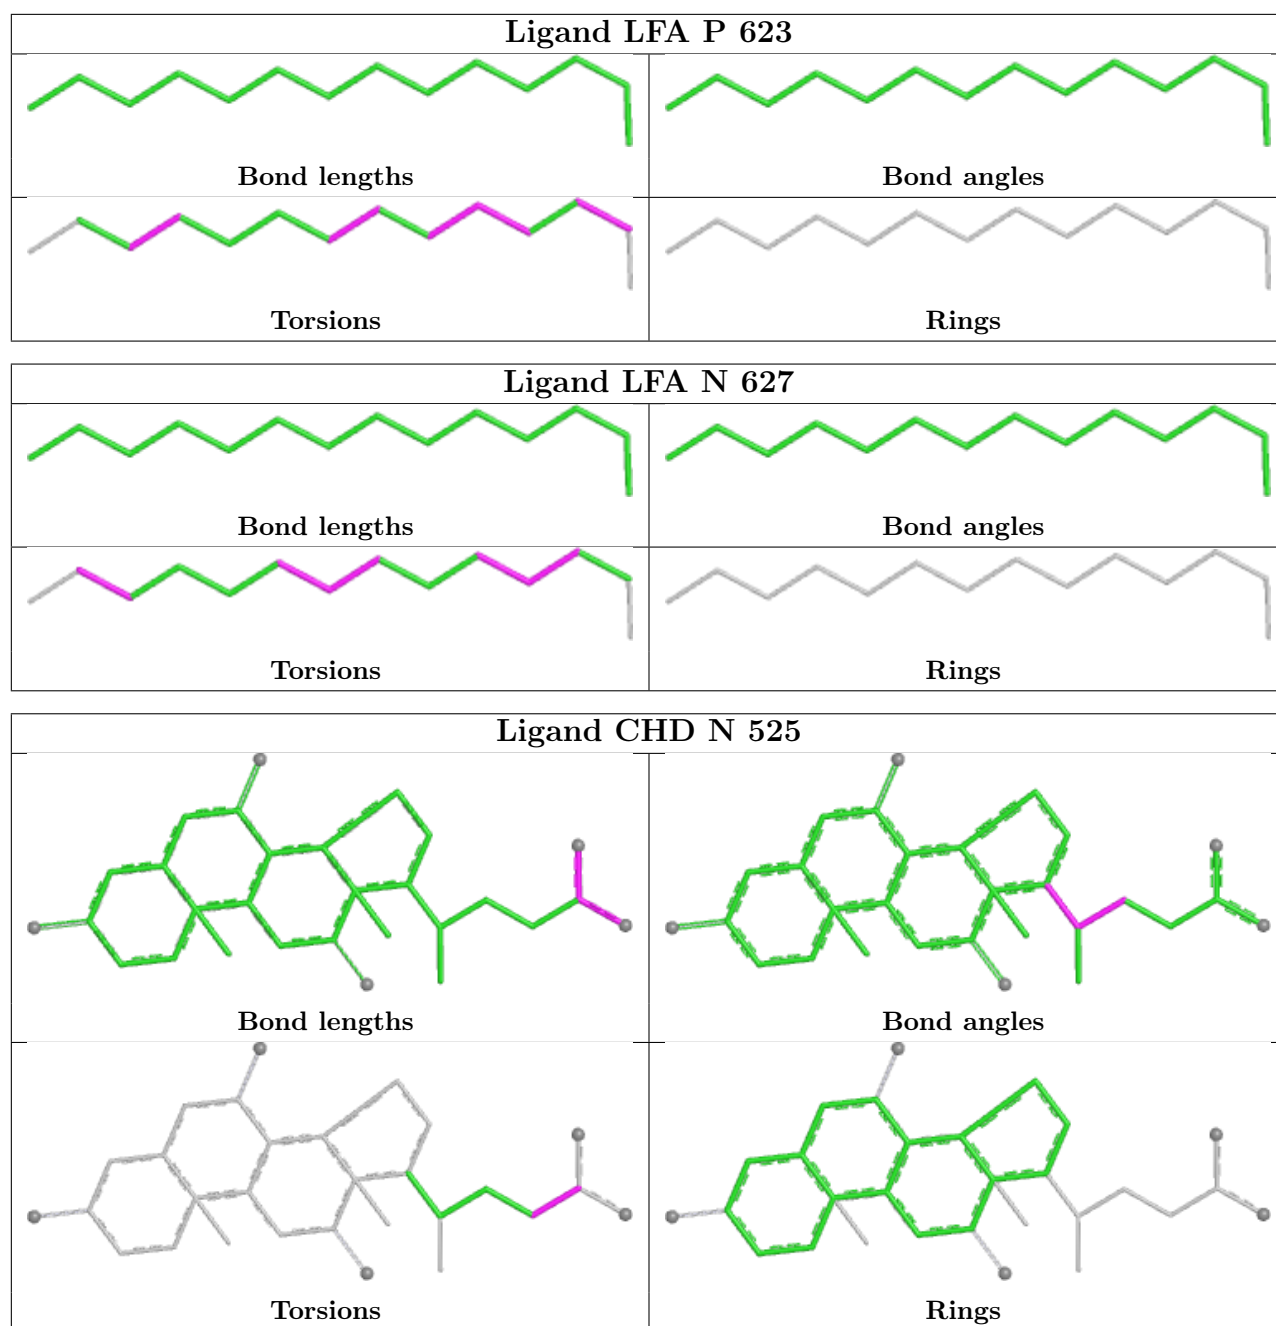 Ligand LFA P 623
Bond lengths
Bond angles
Torsions
Rings
Ligand LFA N 627
Bond lengths
Bond angles
Torsions
Rings
Ligand CHD N 525
Bond lengths
Bond angles
Torsions
Rings